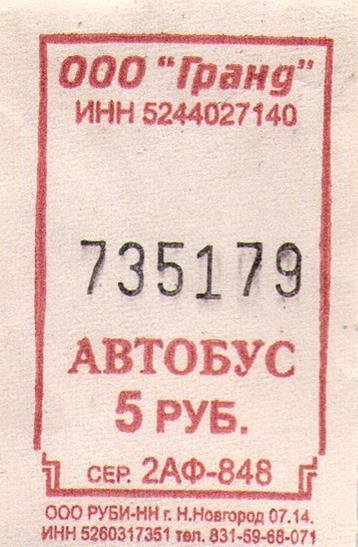 ООО "Гранд"
ИНН 5244027140
735179
АВТОБУС
5 РУБ.
СЕР. 2АФ-848
ООО РУБИ-НН г. Н.Новгород 07.14.
ИНН 5260317351 тел. 831-59-68-071